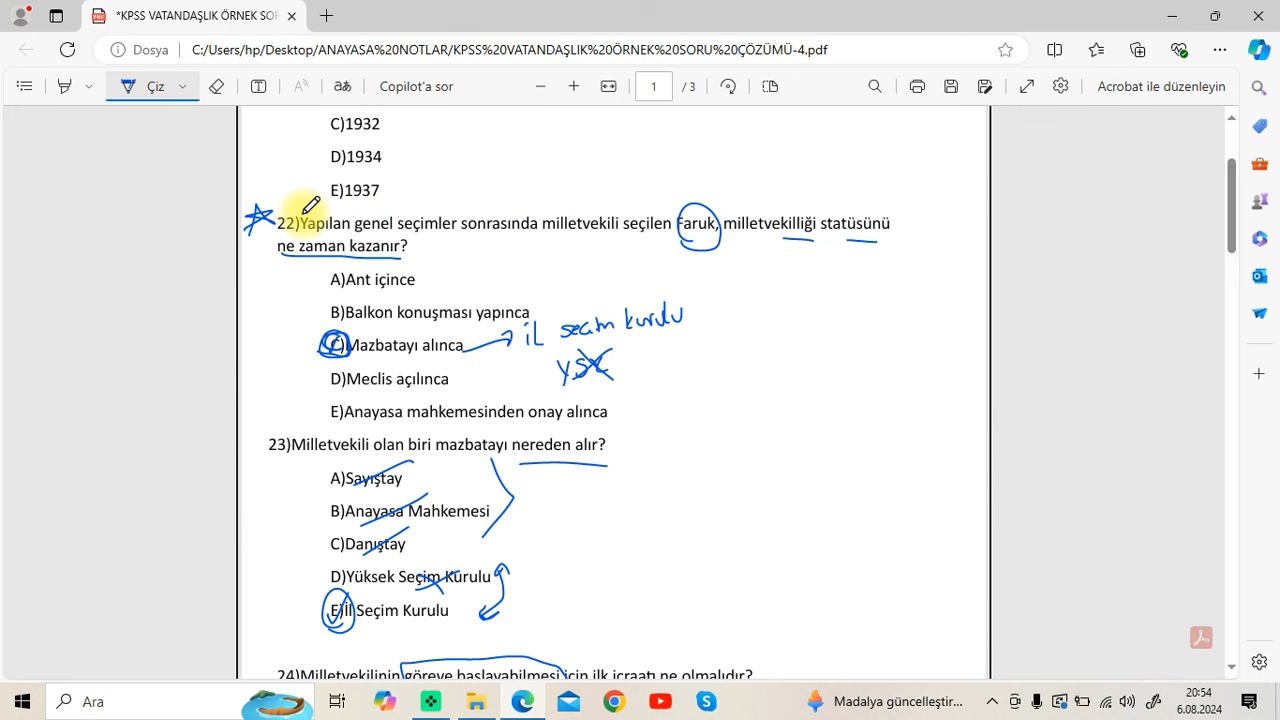 *KPSS VATANDAŞLIK ÖRNEK SOR
Dosya
C:/Users/hp/Desktop/ANAYASA%20NOTLAR/KPSS%20VATANDAŞLIK%20ÖRNEK%20SORU%20ÇÖZÜMÜ-4.pdf
Çiz
aあ
Copilot'a sor
1 / 3
Acrobat ile düzenleyin
C)1932
D)1934
E)1937
22)Yapılan genel seçimler sonrasında milletvekili seçilen Faruk, milletvekilliği statüsünü
ne zaman kazanır?
A)Ant içince
B)Balkon konuşması yapınca
C)Mazbatayı alınca
il seçim kurulu
YSK
D)Meclis açılınca
E)Anayasa mahkemesinden onay alınca
23)Milletvekili olan biri mazbatayı nereden alır?
A)Sayıştay
B)Anayasa Mahkemesi
C)Danıştay
D)Yüksek Seçim Kurulu
E)İl Seçim Kurulu
24)Milletvekilinin göreve başlayabilmesi için ilk icraatı ne olmalıdır?
Ara
Madalya güncelleştir...
20:54
6.08.2024